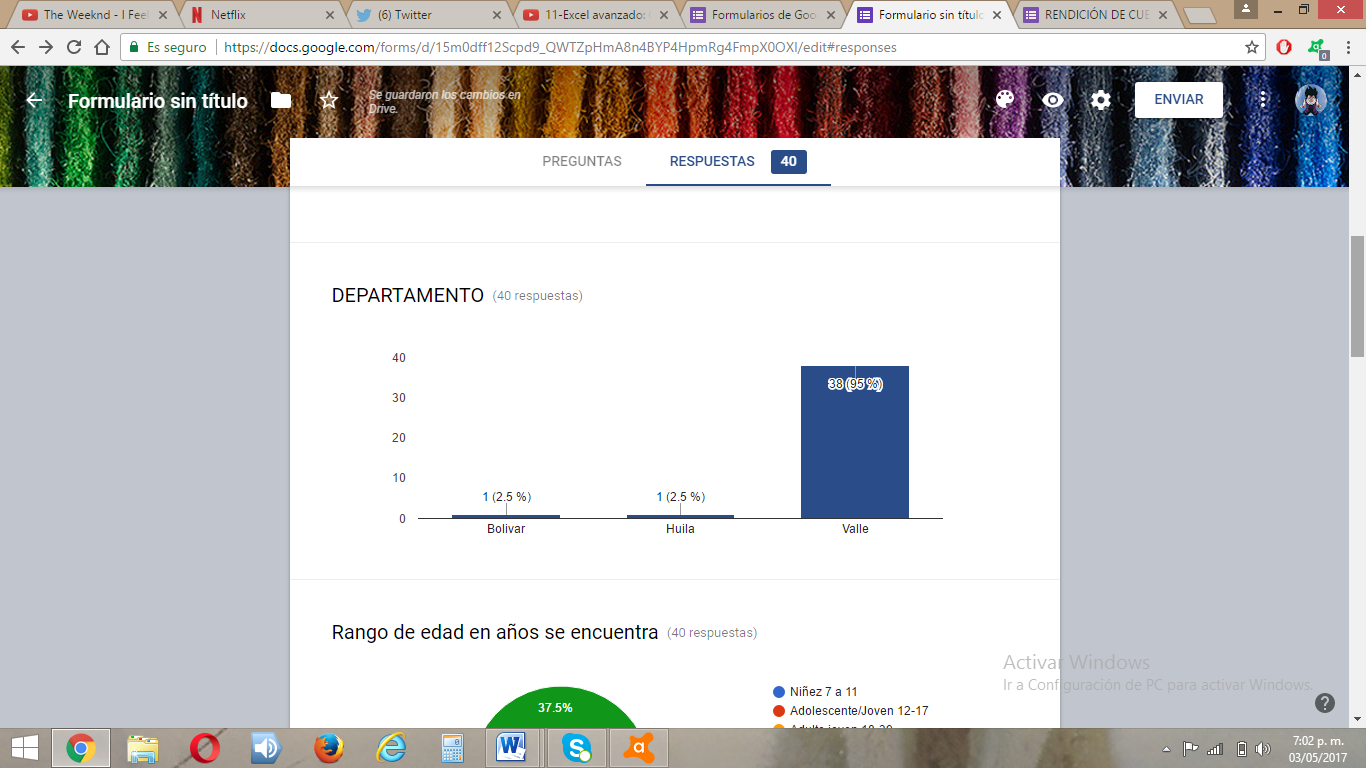 The Weeknd - I Fee
Netflix
(6) Twitter
11-Excel avanzado:
Formularios de Goo
Formulario sin título
RENDICIÓN DE CUE
Es seguro
https://docs.google.com/forms/d/15m0dff12Scpd9_QWTZpHmA8n4BYP4HpmRg4FmpX0OXI/edit#responses
0
Formulario sin título
Se guardaron los cambios en
Drive.
ENVIAR
PREGUNTAS
RESPUESTAS 40
DEPARTAMENTO (40 respuestas)
40
30
20
10
0
1 (2.5 %)
1 (2.5 %)
38 (95 %)
Bolivar
Huila
Valle
Rango de edad en años se encuentra (40 respuestas)
37.5%
Niñez 7 a 11
Adolescente/Joven 12-17
Activar Windows
Ir a Configuración de PC para activar Windows.
7:02 p. m.
03/05/2017